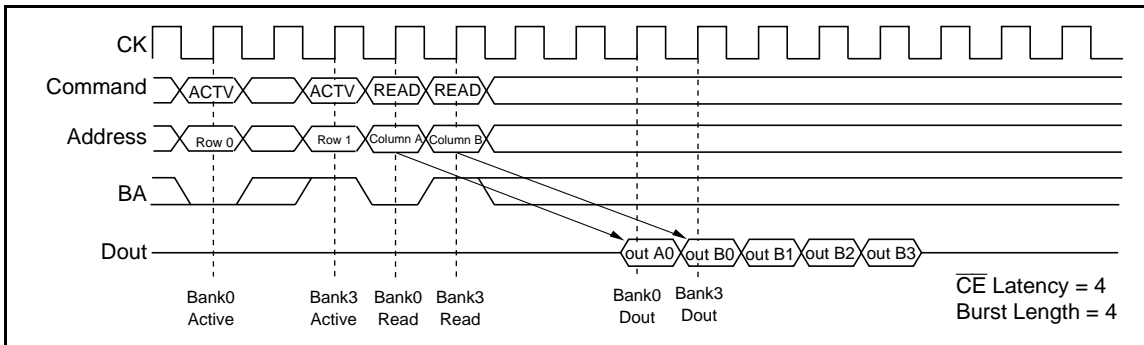 CK
Command
ACTV
ACTV
READ
READ
Address
Row 0
Row 1
Column A
Column B
BA
Dout
out A0
out B0
out B1
out B2
out B3
Bank0
Active
Bank3
Active
Bank0
Read
Bank3
Read
Bank0
Dout
Bank3
Dout
CE Latency = 4
Burst Length = 4